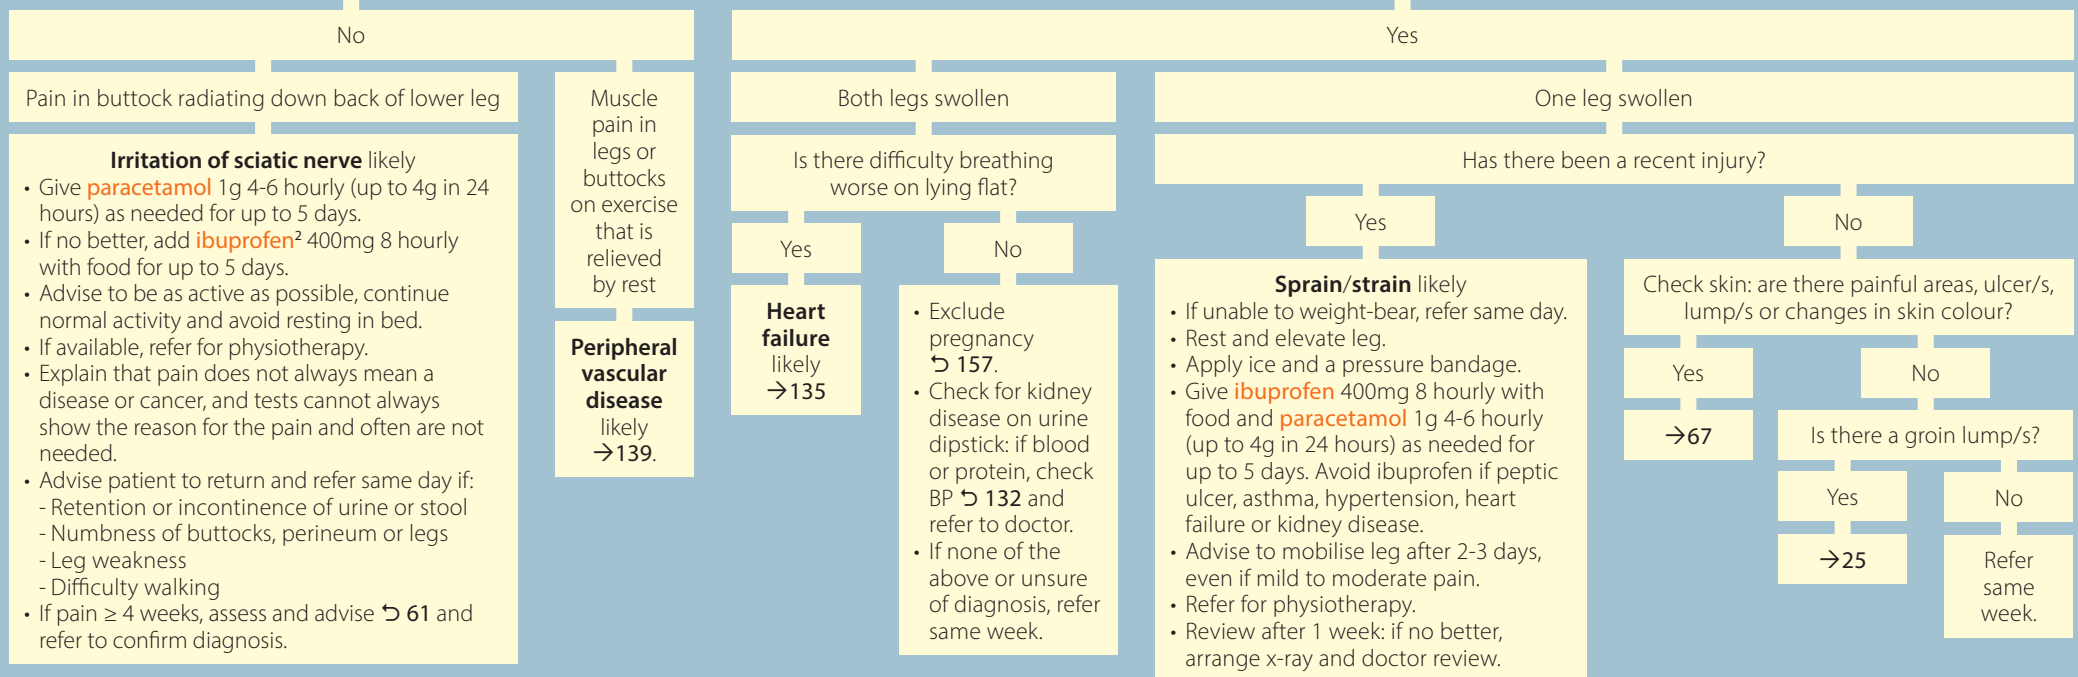 No
Pain in buttock radiating down back of lower leg
Irritation of sciatic nerve likely
• Give paracetamol 1g 4-6 hourly (up to 4g in 24
hours) as needed for up to 5 days.
• If no better, add ibuprofen² 400mg 8 hourly
with food for up to 5 days.
• Advise to be as active as possible, continue
normal activity and avoid resting in bed.
• If available, refer for physiotherapy.
• Explain that pain does not always mean a
disease or cancer, and tests cannot always
show the reason for the pain and often are not
needed.
• Advise patient to return and refer same day if:
- Retention or incontinence of urine or stool
- Numbness of buttocks, perineum or legs
- Leg weakness
- Difficulty walking
• If pain ≥ 4 weeks, assess and advise ⮌ 61 and
refer to confirm diagnosis.
Muscle
pain in
legs or
buttocks
on exercise
that is
relieved
by rest
Peripheral
vascular
disease
likely
→139.
Yes
Both legs swollen
Is there difficulty breathing
worse on lying flat?
Yes
Heart
failure
likely
→135
No
• Exclude
pregnancy
⮌ 157.
• Check for kidney
disease on urine
dipstick: if blood
or protein, check
BP ⮌ 132 and
refer to doctor.
• If none of the
above or unsure
of diagnosis, refer
same week.
One leg swollen
Has there been a recent injury?
Yes
Sprain/strain likely
• If unable to weight-bear, refer same day.
• Rest and elevate leg.
• Apply ice and a pressure bandage.
• Give ibuprofen 400mg 8 hourly with
food and paracetamol 1g 4-6 hourly
(up to 4g in 24 hours) as needed for
up to 5 days. Avoid ibuprofen if peptic
ulcer, asthma, hypertension, heart
failure or kidney disease.
• Advise to mobilise leg after 2-3 days,
even if mild to moderate pain.
• Refer for physiotherapy.
• Review after 1 week: if no better,
arrange x-ray and doctor review.
No
Check skin: are there painful areas, ulcer/s,
lump/s or changes in skin colour?
Yes
→67
No
Is there a groin lump/s?
Yes
→25
No
Refer
same
week.